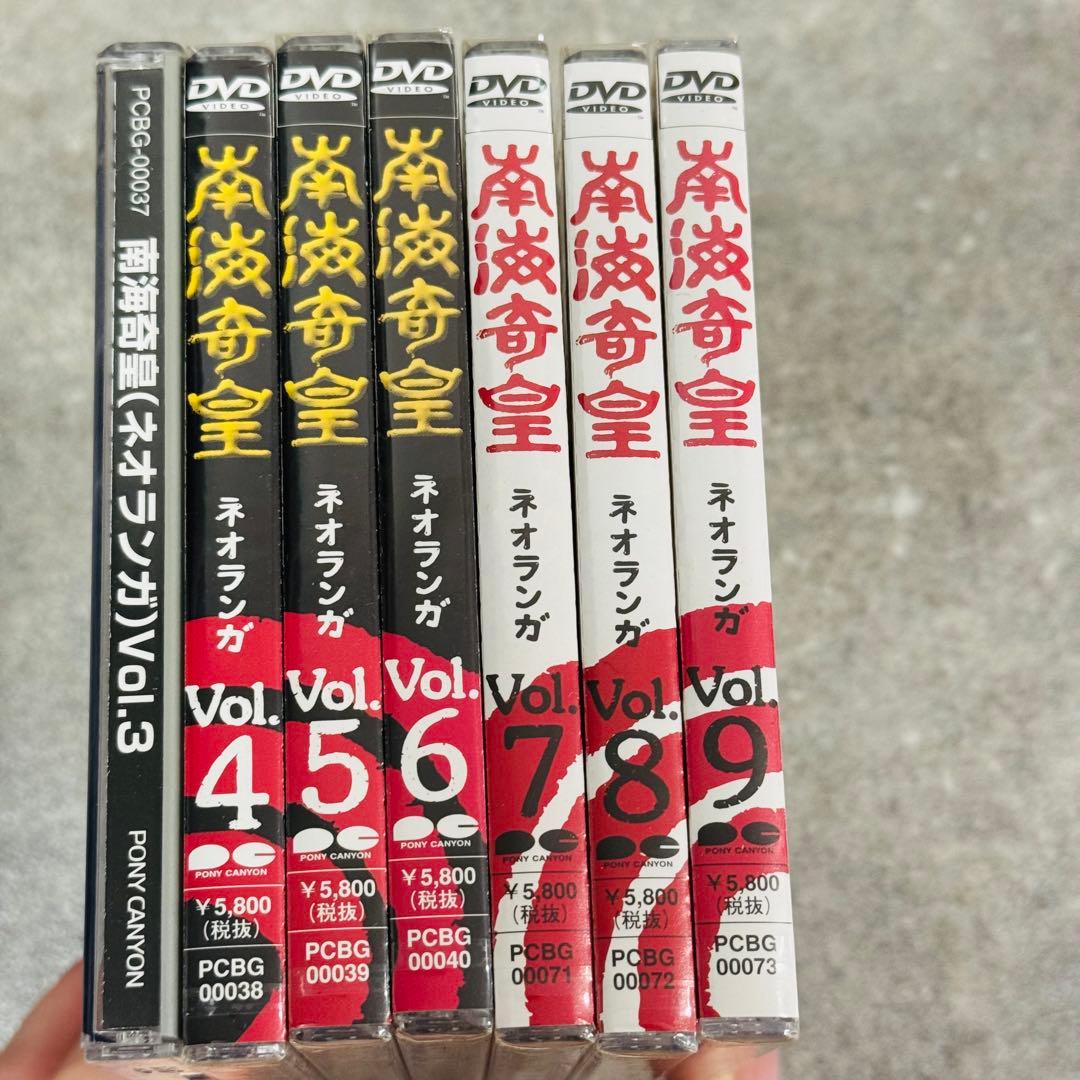 PCBG-00037
南海奇皇(ネオランガ)Vol.3
PONY CANYON
DVD
VIDEO
南海奇皇
ネオランガ
Vol.
4
PONY CANYON
￥5,800
(税抜)
PCBG
00038
DVD
VIDEO
南海奇皇
ネオランガ
Vol.
5
PONY CANYON
￥5,800
(税抜)
PCBG
00039
DVD
VIDEO
南海奇皇
ネオランガ
Vol.
6
PONY CANYON
￥5,800
(税抜)
PCBG
00040
DVD
VIDEO
南海奇皇
ネオランガ
Vol.
7
PONY CANYON
￥5,800
(税抜)
PCBG
00071
DVD
VIDEO
南海奇皇
ネオランガ
Vol.
8
PONY CANYON
￥5,800
(税抜)
PCBG
00072
DVD
VIDEO
南海奇皇
ネオランガ
Vol.
9
PONY CANYON
￥5,800
(税抜)
PCBG
00073